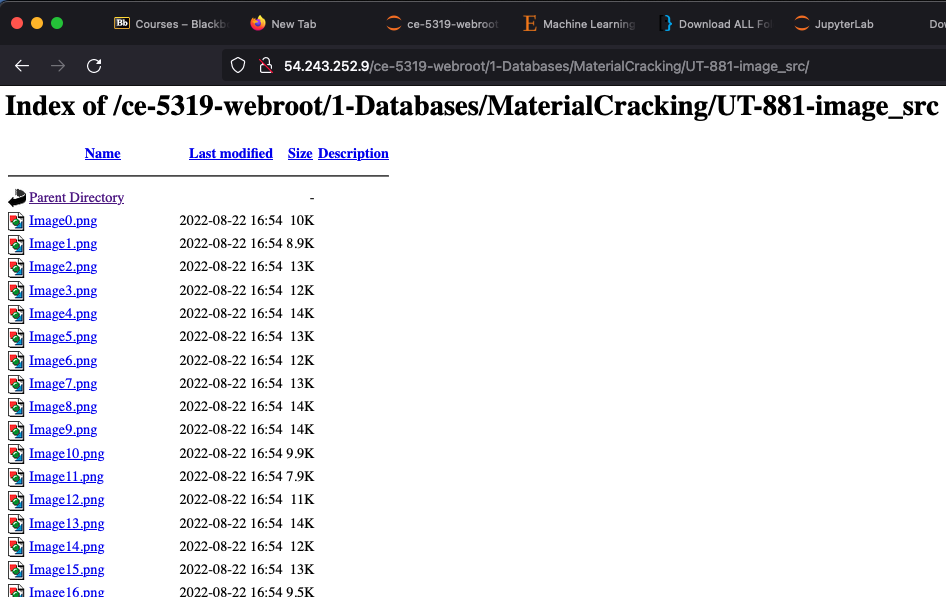 Bb Courses – Blackb
New Tab
ce-5319-webroot
Machine Learning
Download ALL Fol
JupyterLab
Dow
54.243.252.9/ce-5319-webroot/1-Databases/MaterialCracking/UT-881-image_src/
Index of /ce-5319-webroot/1-Databases/MaterialCracking/UT-881-image_src
Name Last modified Size Description
Parent Directory -
Image0.png 2022-08-22 16:54 10K
Image1.png 2022-08-22 16:54 8.9K
Image2.png 2022-08-22 16:54 13K
Image3.png 2022-08-22 16:54 12K
Image4.png 2022-08-22 16:54 14K
Image5.png 2022-08-22 16:54 13K
Image6.png 2022-08-22 16:54 12K
Image7.png 2022-08-22 16:54 13K
Image8.png 2022-08-22 16:54 14K
Image9.png 2022-08-22 16:54 14K
Image10.png 2022-08-22 16:54 9.9K
Image11.png 2022-08-22 16:54 7.9K
Image12.png 2022-08-22 16:54 11K
Image13.png 2022-08-22 16:54 14K
Image14.png 2022-08-22 16:54 12K
Image15.png 2022-08-22 16:54 13K
Image16.png 2022-08-22 16:54 9.5K